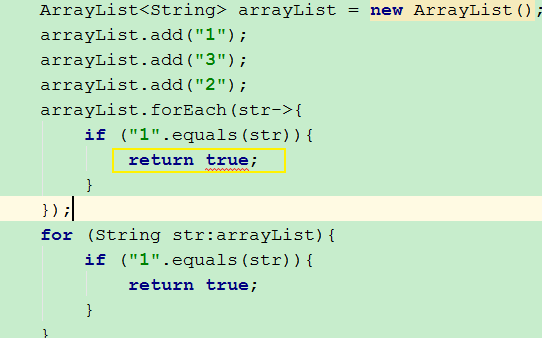 ArrayList<String> arrayList = new ArrayList();
arrayList.add("1");
arrayList.add("3");
arrayList.add("2");
arrayList.forEach(str->{
if ("1".equals(str)){
return true;
}
});
for (String str:arrayList){
if ("1".equals(str)){
return true;
}
}